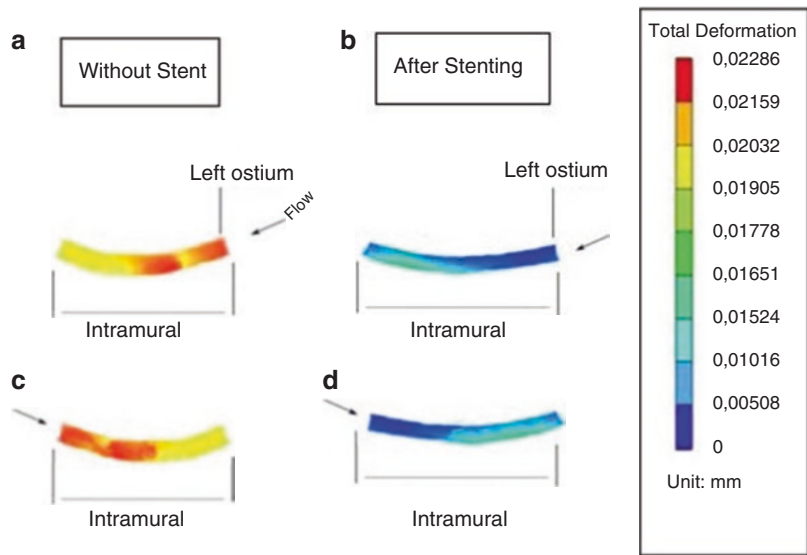 a
Without Stent
b
After Stenting
Left ostium
Flow
Intramural
Left ostium
Intramural
c
Intramural
d
Intramural
Total Deformation
0,02286
0,02159
0,02032
0,01905
0,01778
0,01651
0,01524
0,01016
0,00508
0
Unit: mm